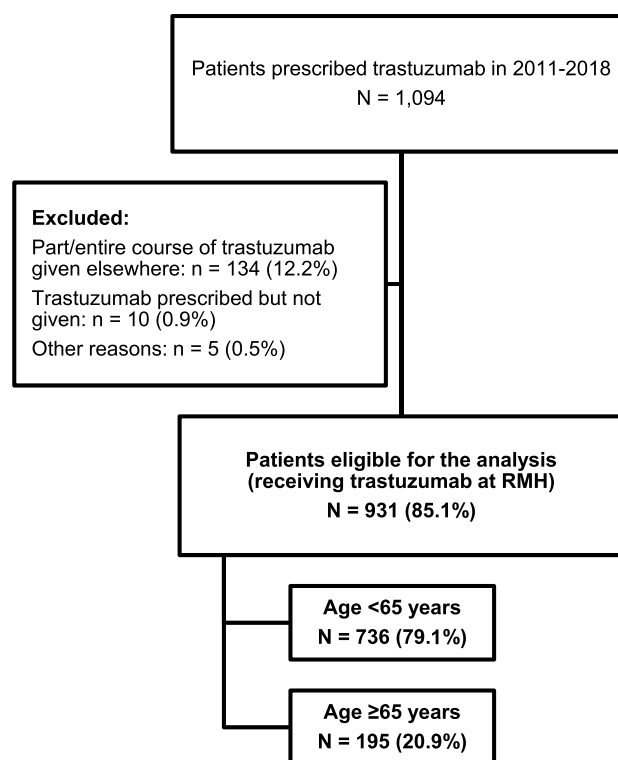 Patients prescribed trastuzumab in 2011-2018
N = 1,094
Excluded:
Part/entire course of trastuzumab
given elsewhere: n = 134 (12.2%)
Trastuzumab prescribed but not
given: n = 10 (0.9%)
Other reasons: n = 5 (0.5%)
Patients eligible for the analysis
(receiving trastuzumab at RMH)
N = 931 (85.1%)
Age <65 years
N = 736 (79.1%)
Age ≥65 years
N = 195 (20.9%)